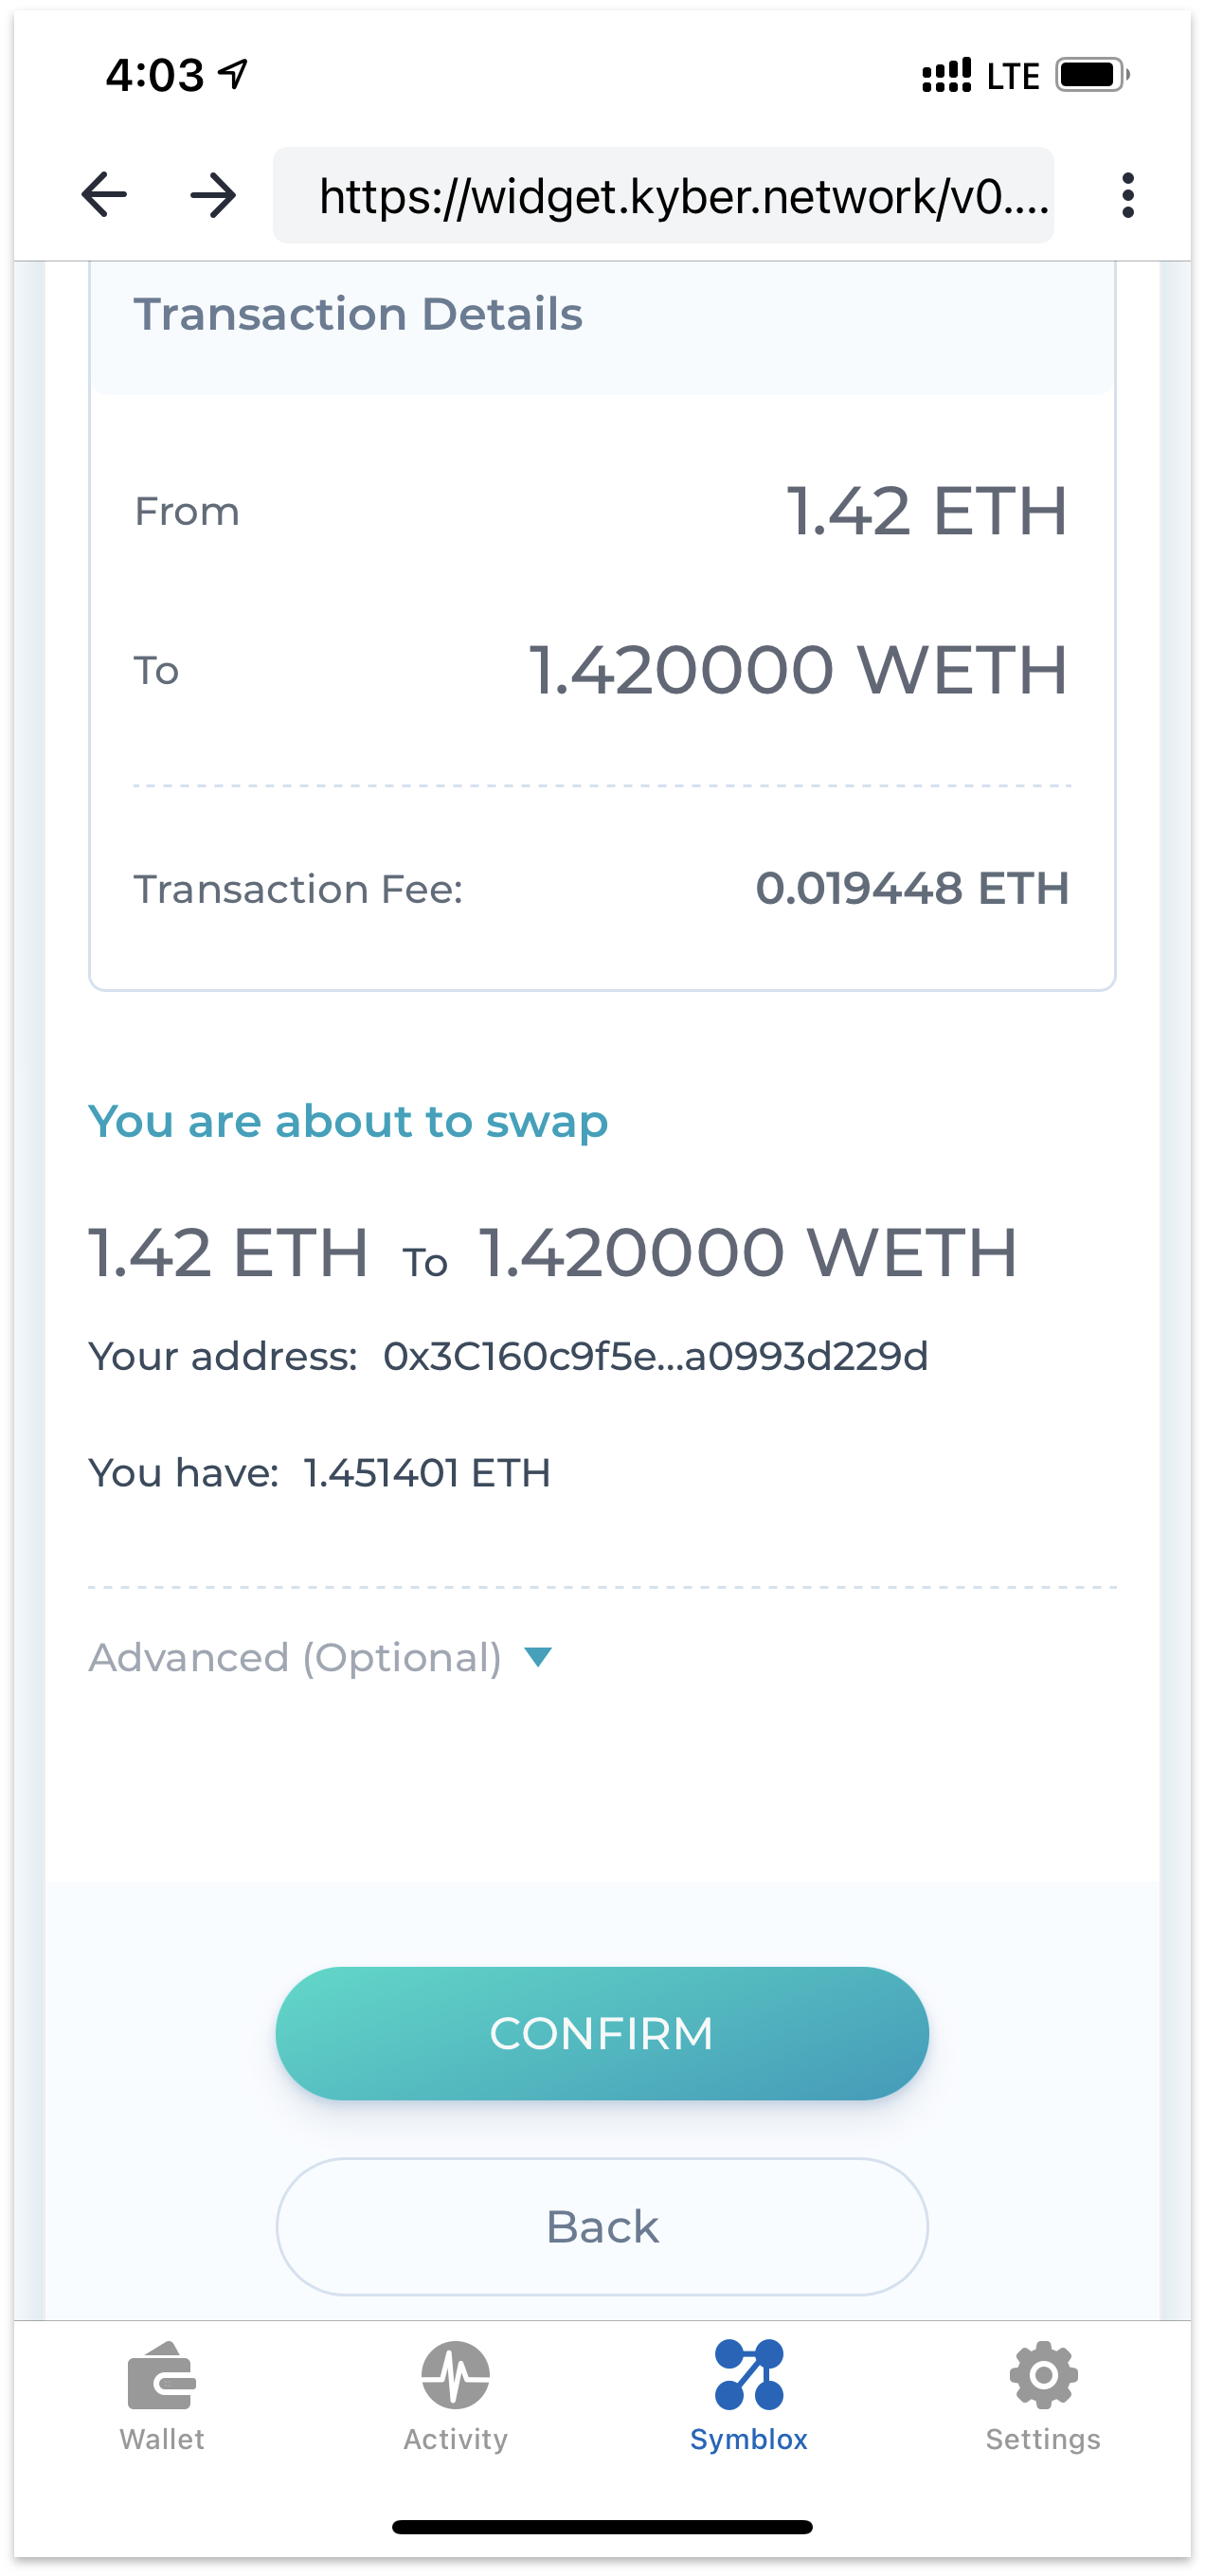 4:03
LTE
https://widget.kyber.network/v0....
Transaction Details
From 1.42 ETH
To 1.420000 WETH
Transaction Fee: 0.019448 ETH
You are about to swap
1.42 ETH To 1.420000 WETH
Your address: 0x3C160c9f5e...a0993d229d
You have: 1.451401 ETH
Advanced (Optional)
CONFIRM
Back
Wallet
Activity
Symblox
Settings